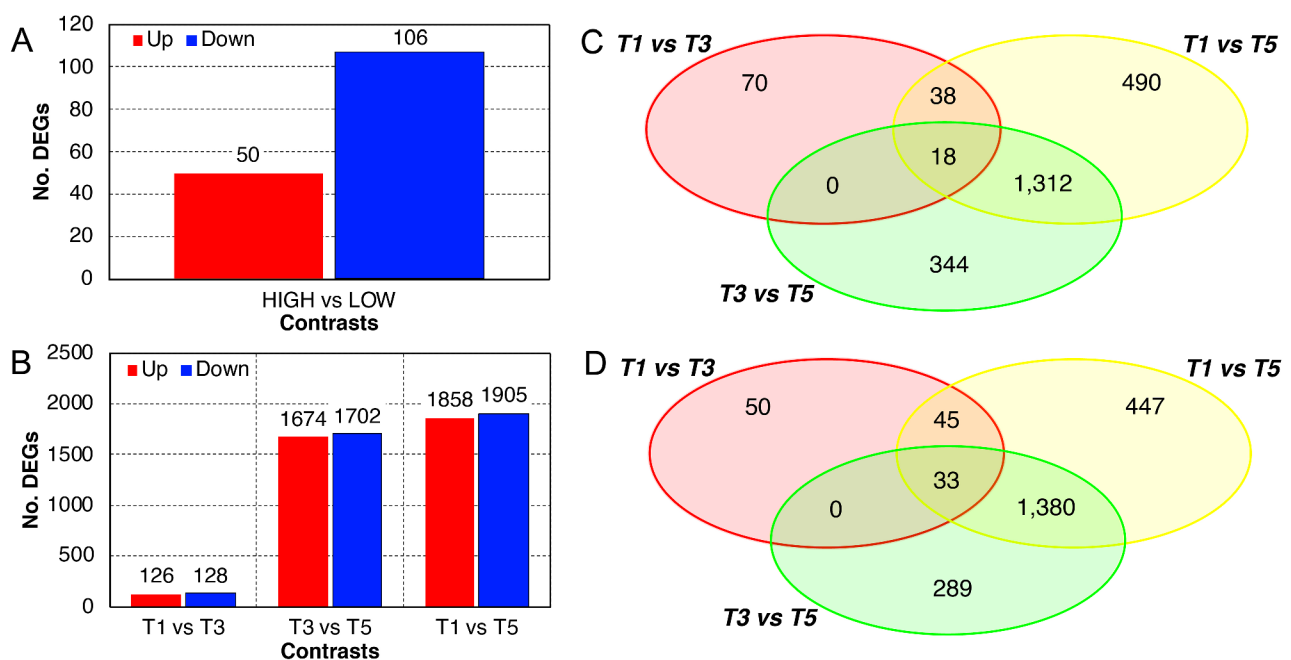 A
No. DEGs
120
100
80
60
40
20
0
Up Down
50
106
HIGH vs LOW
Contrasts
B
No. DEGs
2500
2000
1500
1000
500
0
Up Down
126 128
1674 1702
1858 1905
T1 vs T3 T3 vs T5 T1 vs T5
Contrasts
C
T1 vs T3
T1 vs T5
70
38
490
18
0
1,312
344
T3 vs T5
D
T1 vs T3
T1 vs T5
50
45
447
33
0
1,380
289
T3 vs T5